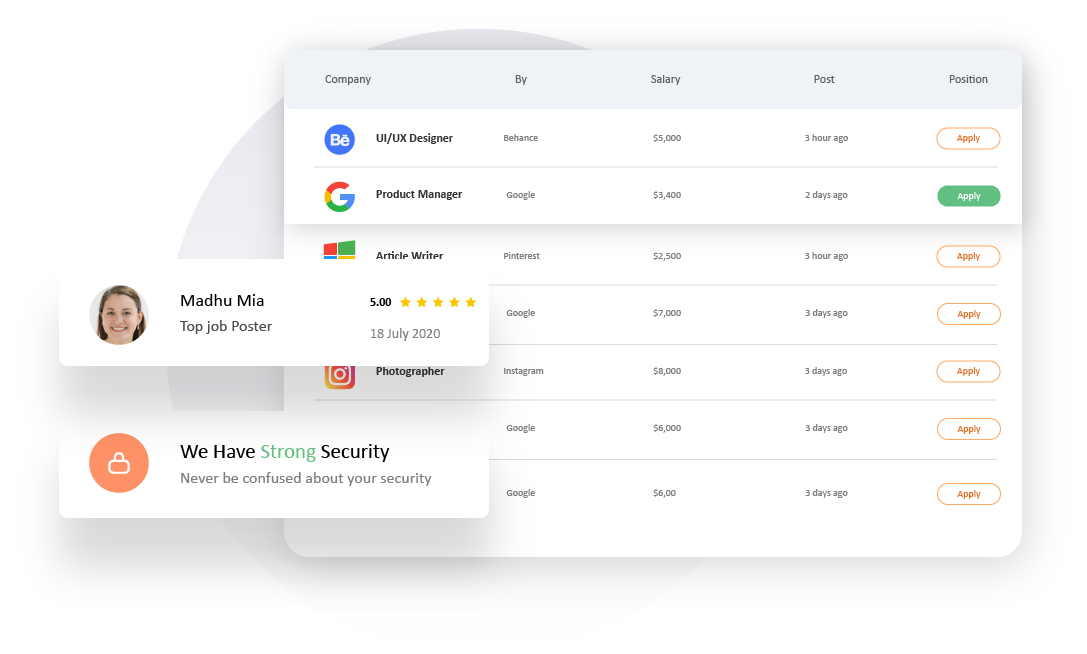 Company By Salary Post Position
Bē UI/UX Designer Behance $5,000 3 hour ago Apply
Product Manager Google $3,400 2 days ago Apply
Article Writer Pinterest $2,500 3 hour ago Apply
Madhu Mia 5.00
Top job Poster 18 July 2020
Google $7,000 3 days ago Apply
Photographer Instagram $8,000 3 days ago Apply
Google $6,000 3 days ago Apply
We Have Strong Security
Never be confused about your security
Google $6,00 3 days ago Apply